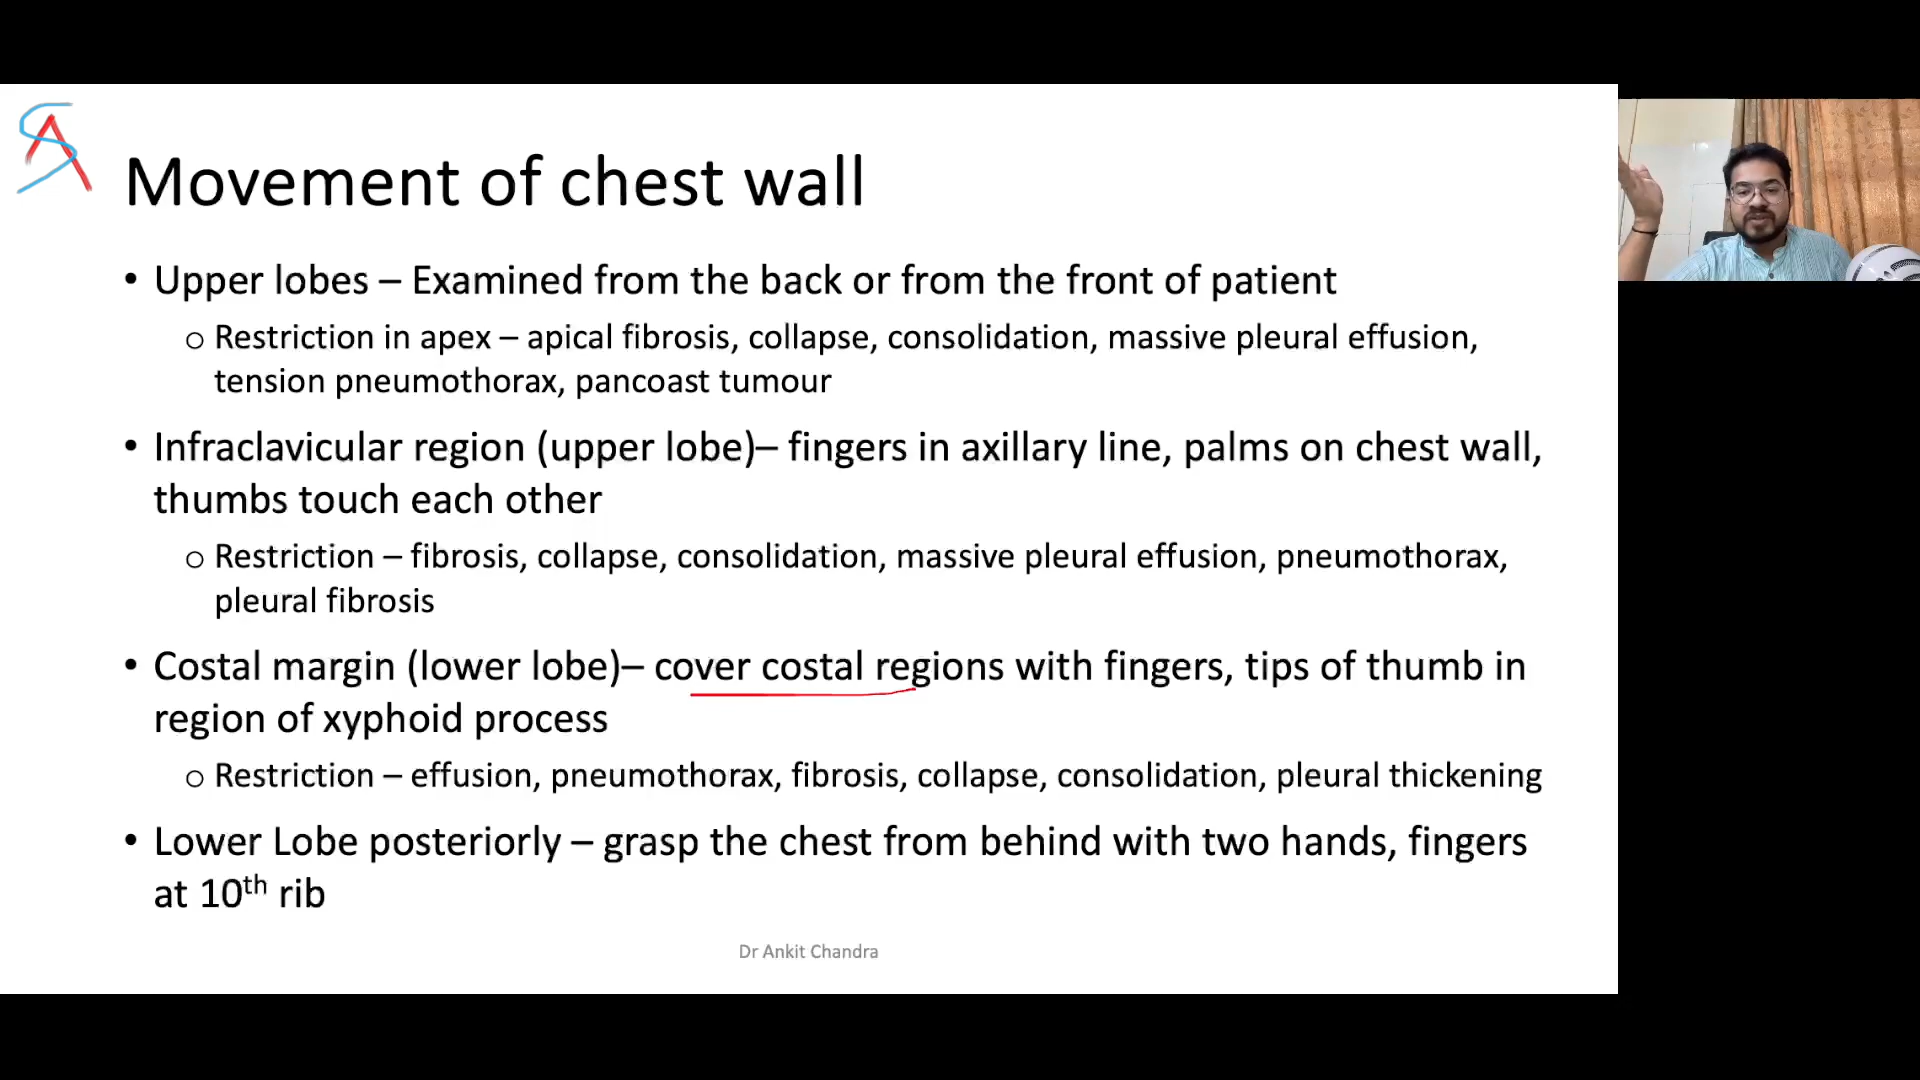 SA
Movement of chest wall
• Upper lobes – Examined from the back or from the front of patient
o Restriction in apex – apical fibrosis, collapse, consolidation, massive pleural effusion,
tension pneumothorax, pancoast tumour
• Infraclavicular region (upper lobe)– fingers in axillary line, palms on chest wall,
thumbs touch each other
o Restriction – fibrosis, collapse, consolidation, massive pleural effusion, pneumothorax,
pleural fibrosis
• Costal margin (lower lobe)– cover costal regions with fingers, tips of thumb in
region of xyphoid process
o Restriction – effusion, pneumothorax, fibrosis, collapse, consolidation, pleural thickening
• Lower Lobe posteriorly – grasp the chest from behind with two hands, fingers
at 10th rib
Dr Ankit Chandra